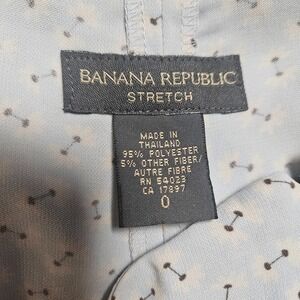 BANANA REPUBLIC
STRETCH
MADE IN
THAILAND
95% POLYESTER
5% OTHER FIBER/
AUTRE FIBRE
RN 54023
CA 17897
0